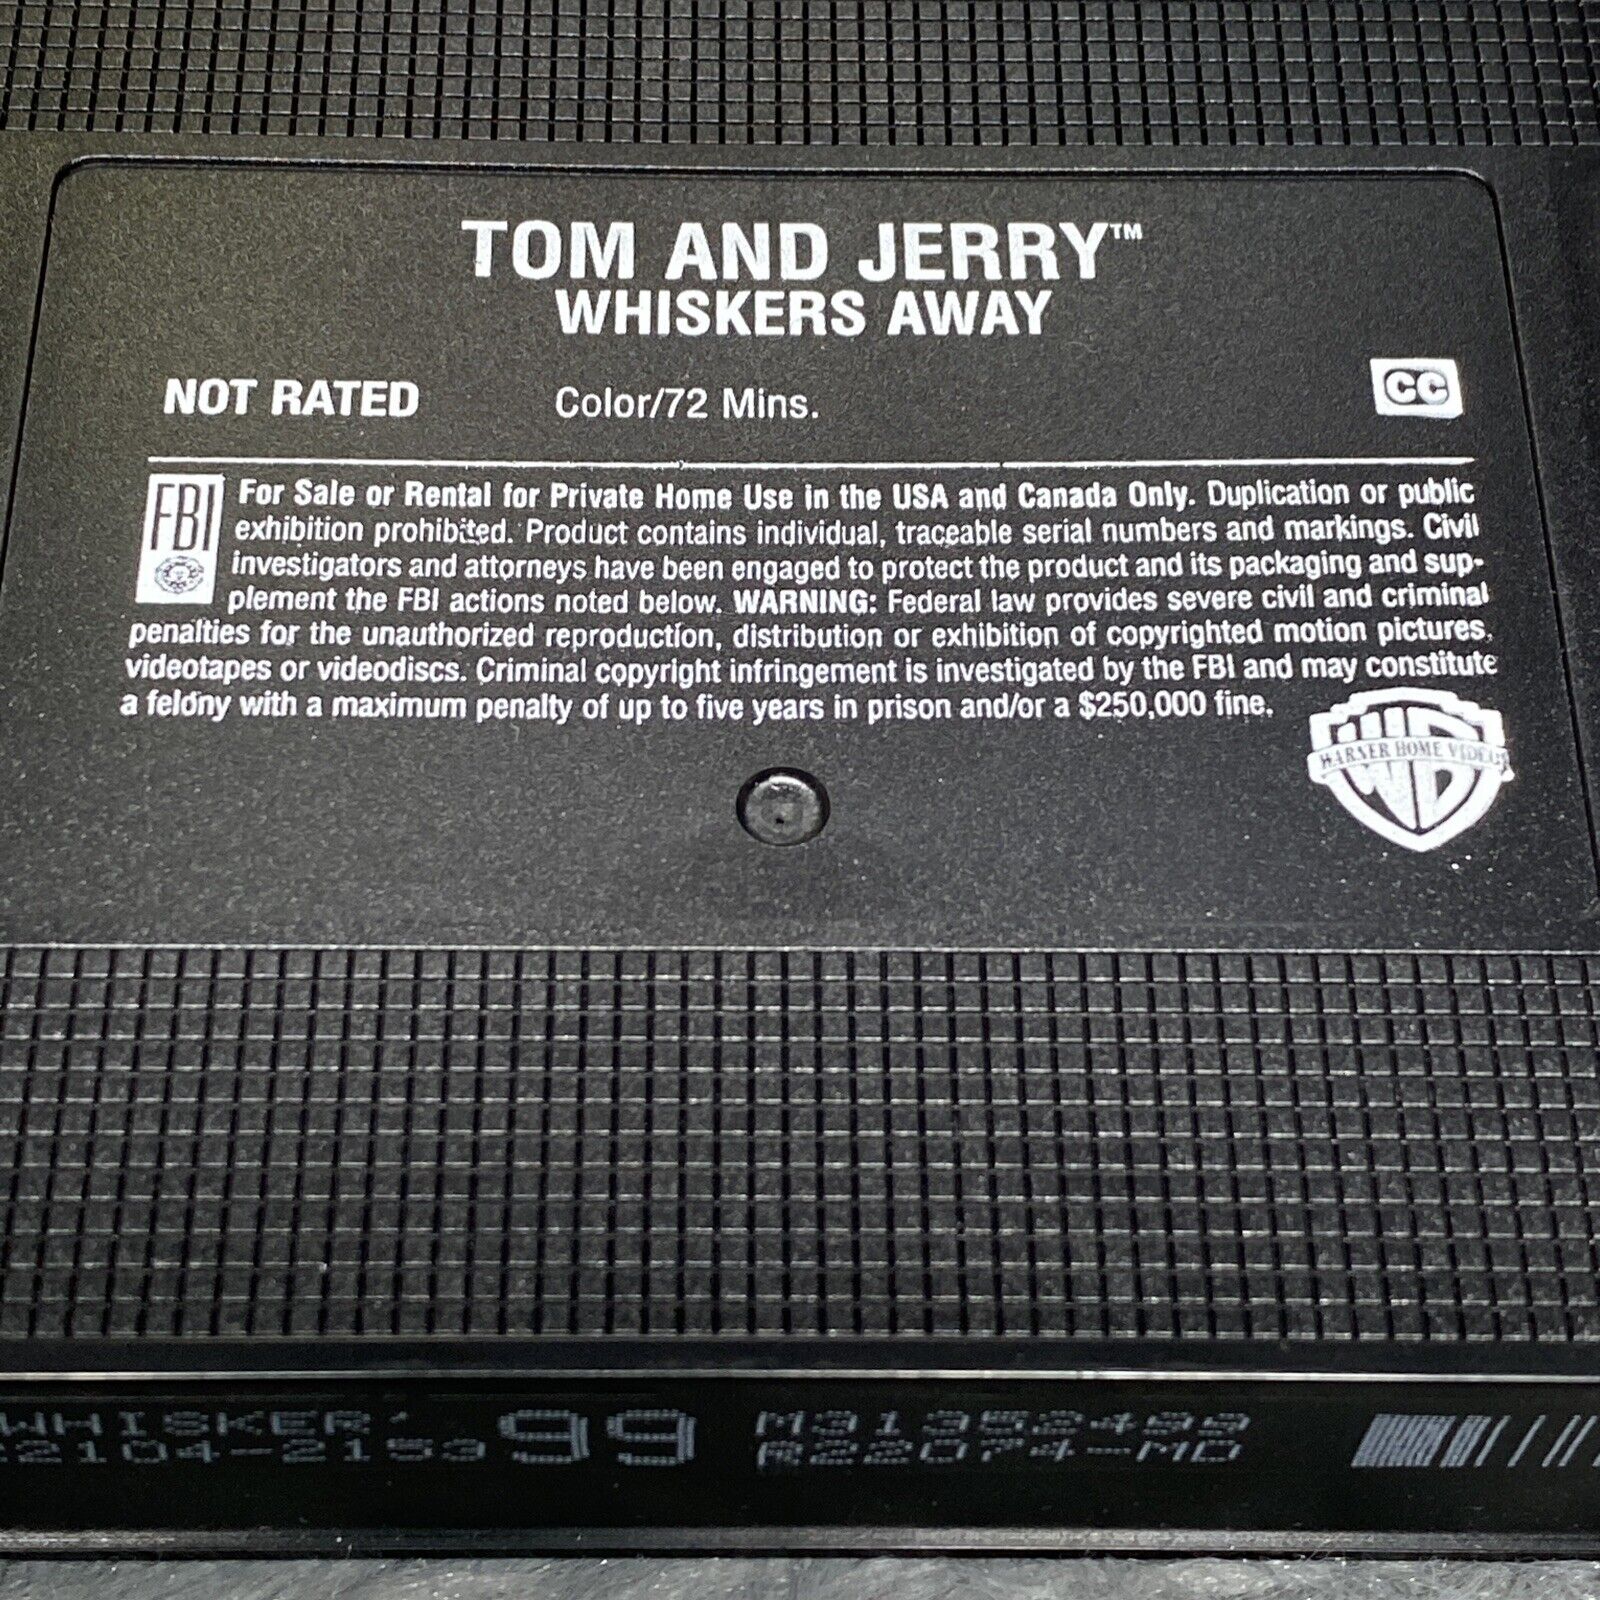 TOM AND JERRY™
WHISKERS AWAY
NOT RATED Color/72 Mins. CC
FBI For Sale or Rental for Private Home Use in the USA and Canada Only. Duplication or public
exhibition prohibited. Product contains individual, traceable serial numbers and markings. Civil
investigators and attorneys have been engaged to protect the product and its packaging and sup-
plement the FBI actions noted below. WARNING: Federal law provides severe civil and criminal
penalties for the unauthorized reproduction, distribution or exhibition of copyrighted motion pictures,
videotapes or videodiscs. Criminal copyright infringement is investigated by the FBI and may constitute
a felony with a maximum penalty of up to five years in prison and/or a $250,000 fine.
WB
WARNER HOME VIDEO
WHISKER' 99 M31352499
2104-2153 R22074-MD